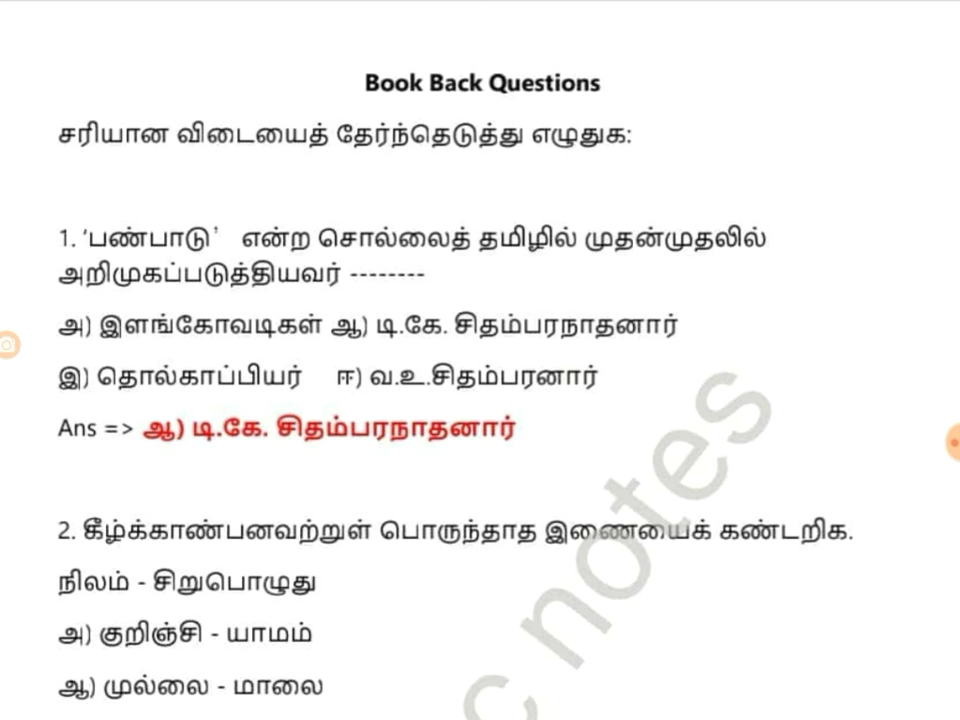 Book Back Questions
சரியான விடையைத் தேர்ந்தெடுத்து எழுதுக:
1. ‘பண்பாடு’ என்ற சொல்லைத் தமிழில் முதன்முதலில்
அறிமுகப்படுத்தியவர் --------
அ) இளங்கோவடிகள் ஆ) டி.கே. சிதம்பரநாதனார்
இ) தொல்காப்பியர் ஈ) வ.உ.சிதம்பரனார்
Ans => ஆ) டி.கே. சிதம்பரநாதனார்
2. கீழ்க்காண்பனவற்றுள் பொருந்தாத இணையைக் கண்டறிக.
நிலம் - சிறுபொழுது
அ) குறிஞ்சி - யாமம்
ஆ) முல்லை - மாலை
c notes